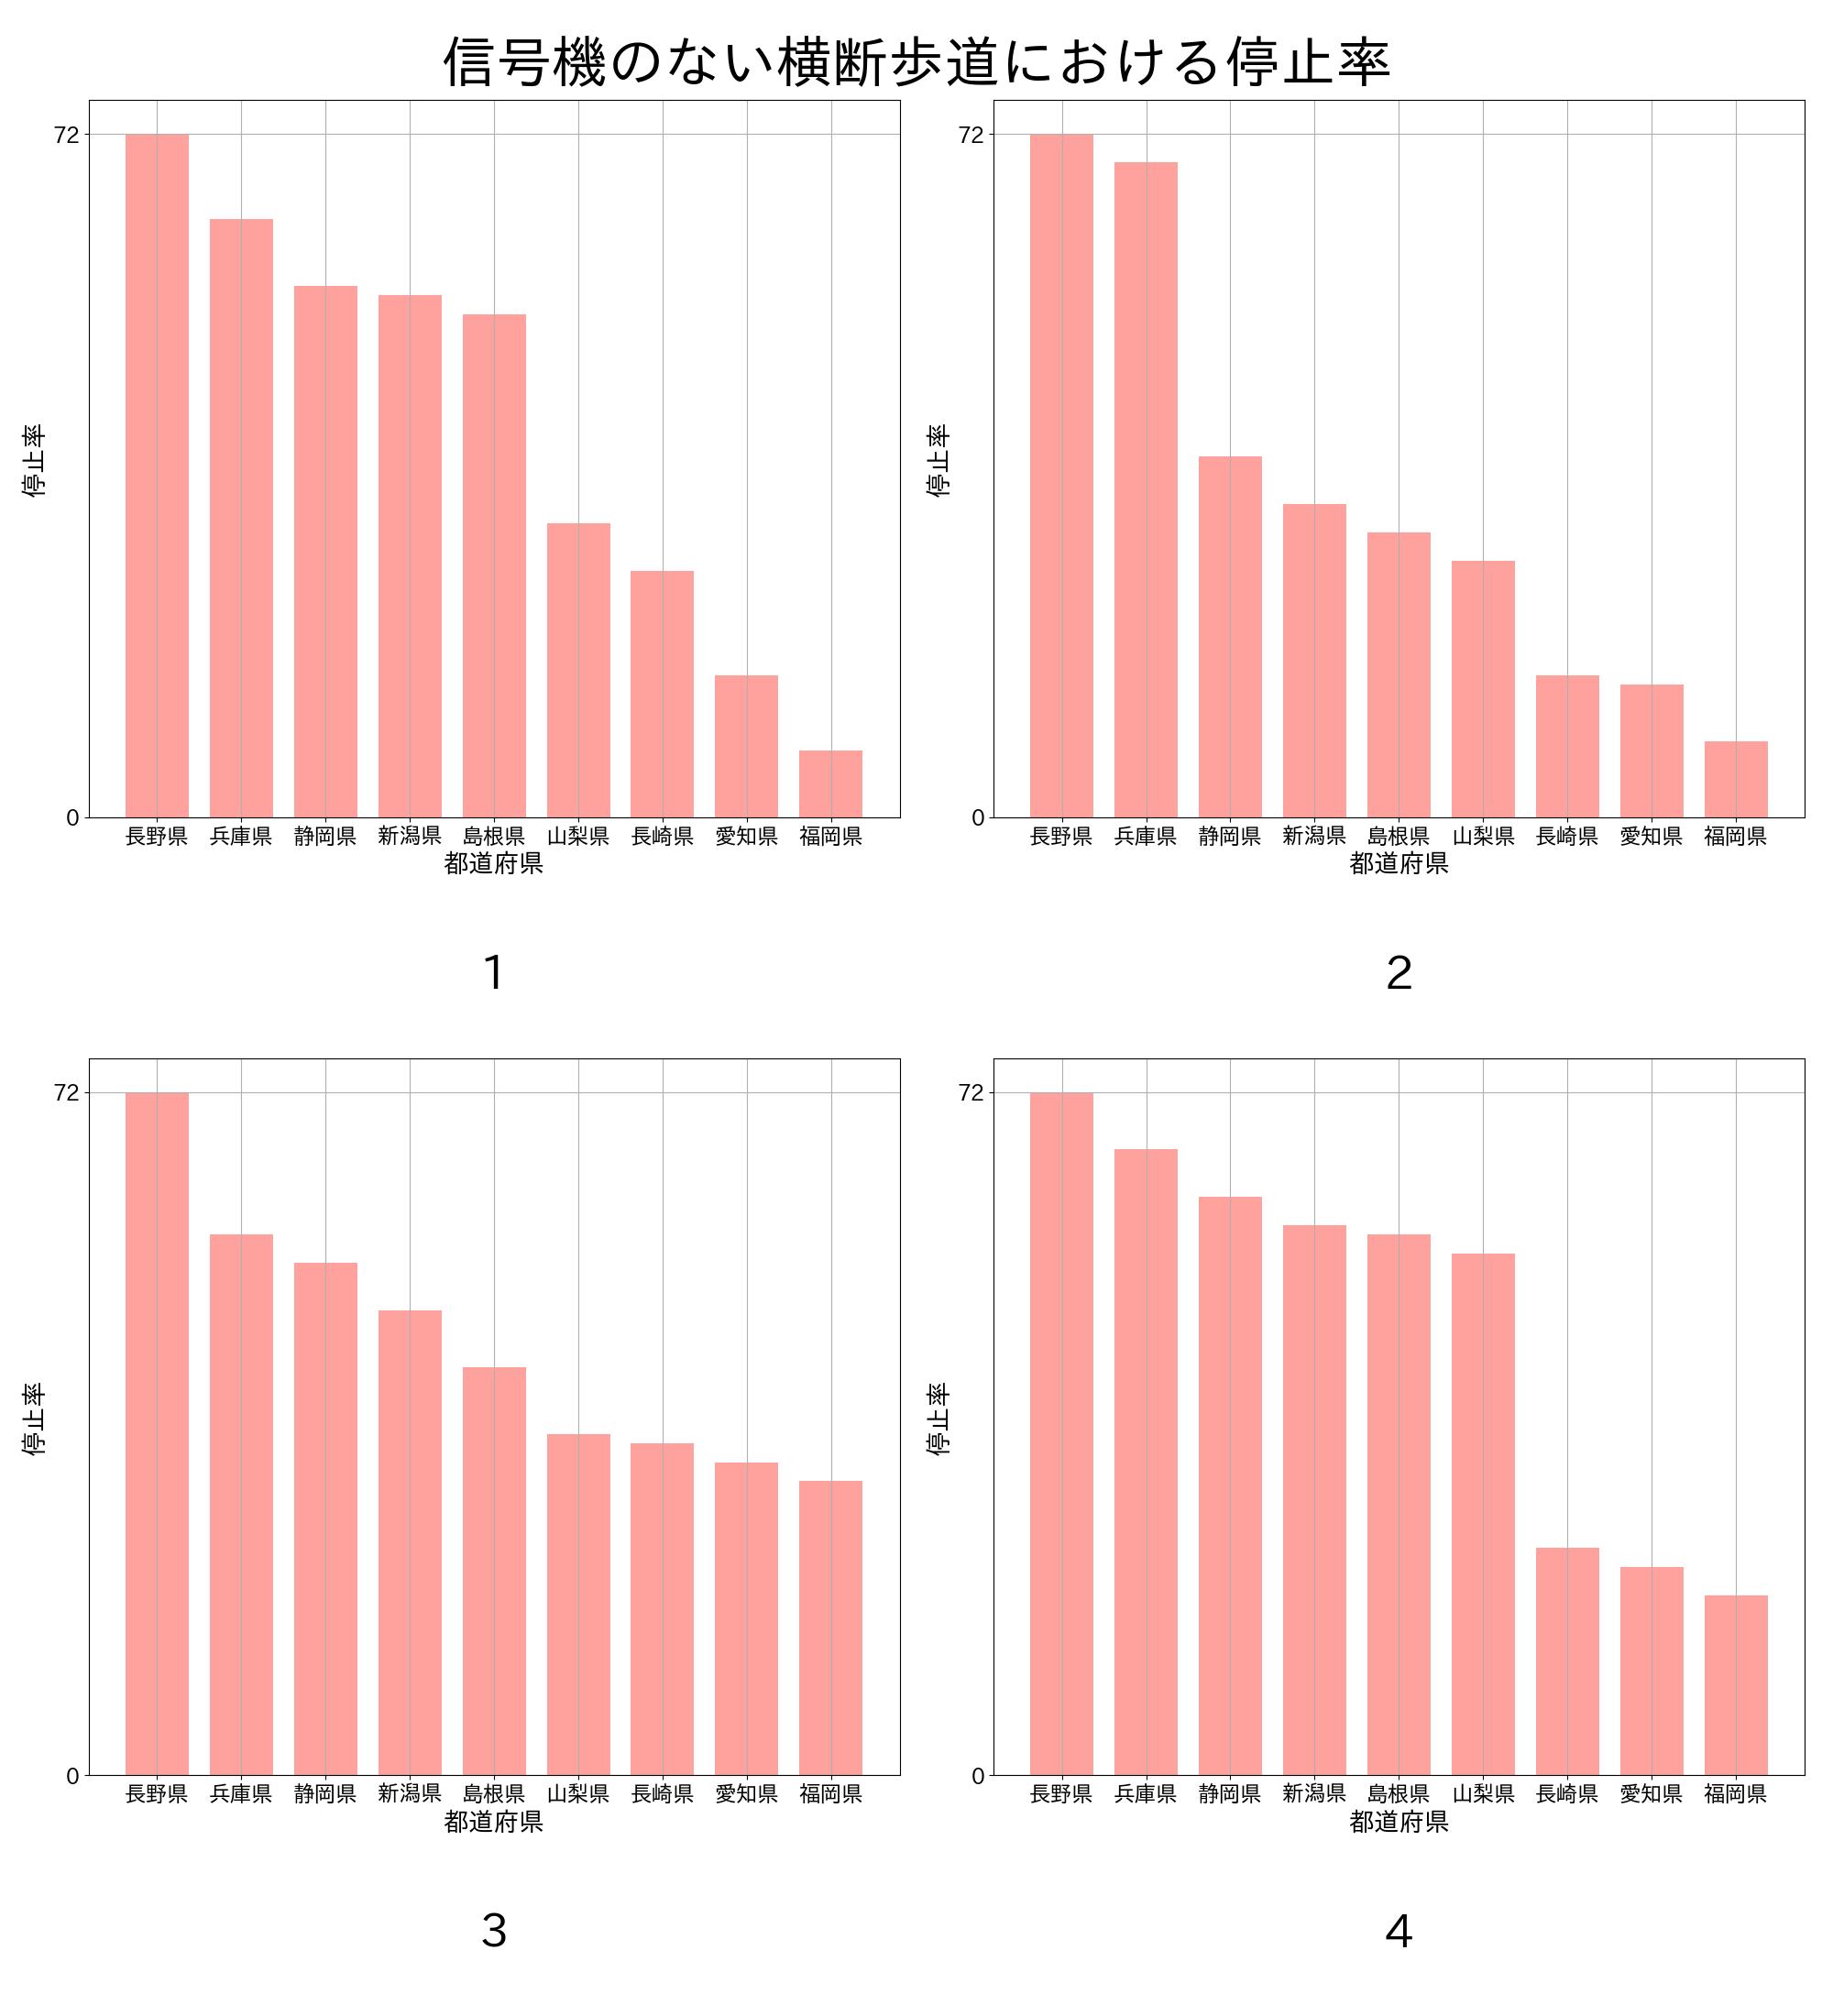 信号機のない横断歩道における停止率
72
停止率
0
長野県 兵庫県 静岡県 新潟県 島根県 山梨県 長崎県 愛知県 福岡県
都道府県
1
72
停止率
0
長野県 兵庫県 静岡県 新潟県 島根県 山梨県 長崎県 愛知県 福岡県
都道府県
2
72
停止率
0
長野県 兵庫県 静岡県 新潟県 島根県 山梨県 長崎県 愛知県 福岡県
都道府県
3
72
停止率
0
長野県 兵庫県 静岡県 新潟県 島根県 山梨県 長崎県 愛知県 福岡県
都道府県
4